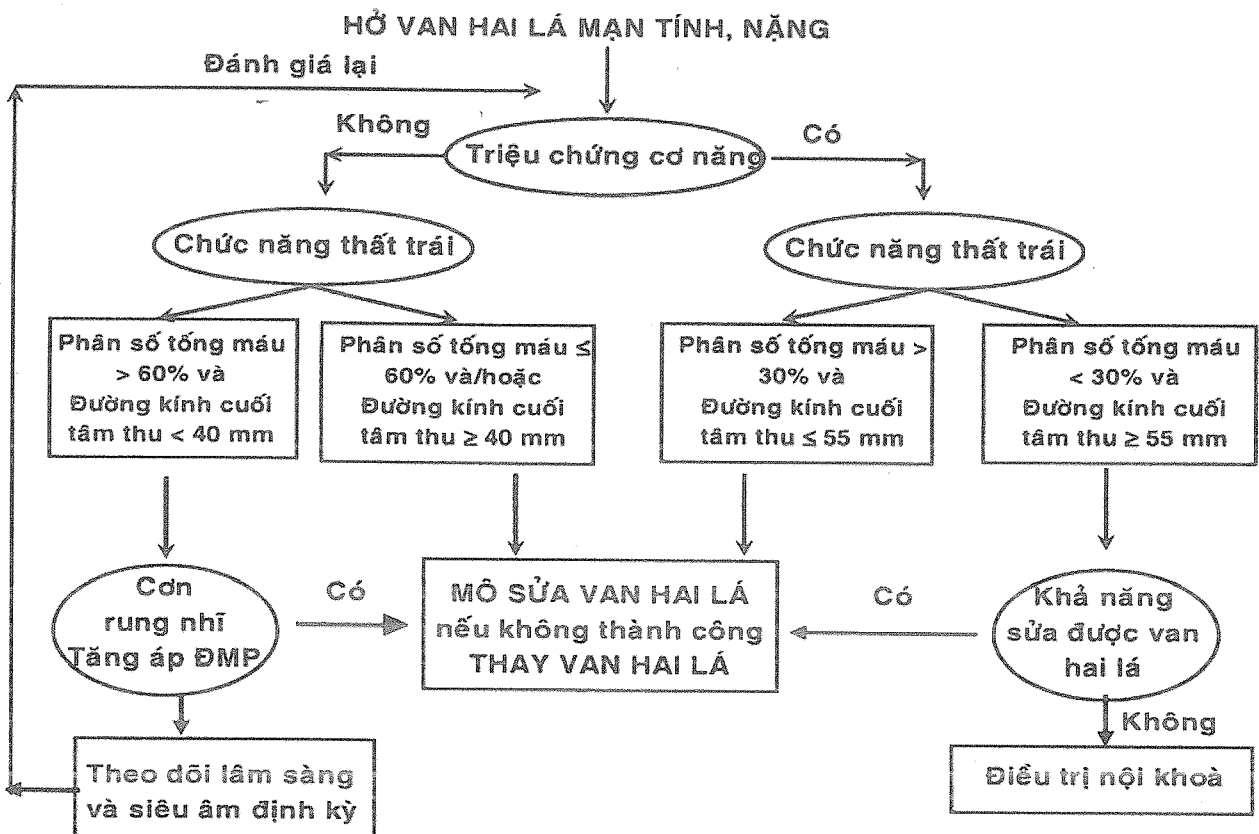 HỞ VAN HAI LÁ MẠN TÍNH, NẶNG
Đánh giá lại
Không
Có
Triệu chứng cơ năng
Chức năng thất trái
Chức năng thất trái
Phân số tống máu
> 60% và
Đường kính cuối
tâm thu < 40 mm
Phân số tống máu ≤
60% và/hoặc
Đường kính cuối
tâm thu ≥ 40 mm
Phân số tống máu >
30% và
Đường kính cuối
tâm thu ≤ 55 mm
Phân số tống máu
< 30% và
Đường kính cuối
tâm thu ≥ 55 mm
Cơn
rung nhĩ
Tăng áp ĐMP
Có
MÔ SỬA VAN HAI LÁ
nếu không thành công
THAY VAN HAI LÁ
Có
Khả năng
sửa được van
hai lá
Không
Theo dõi lâm sàng
và siêu âm định kỳ
Điều trị nội khoà